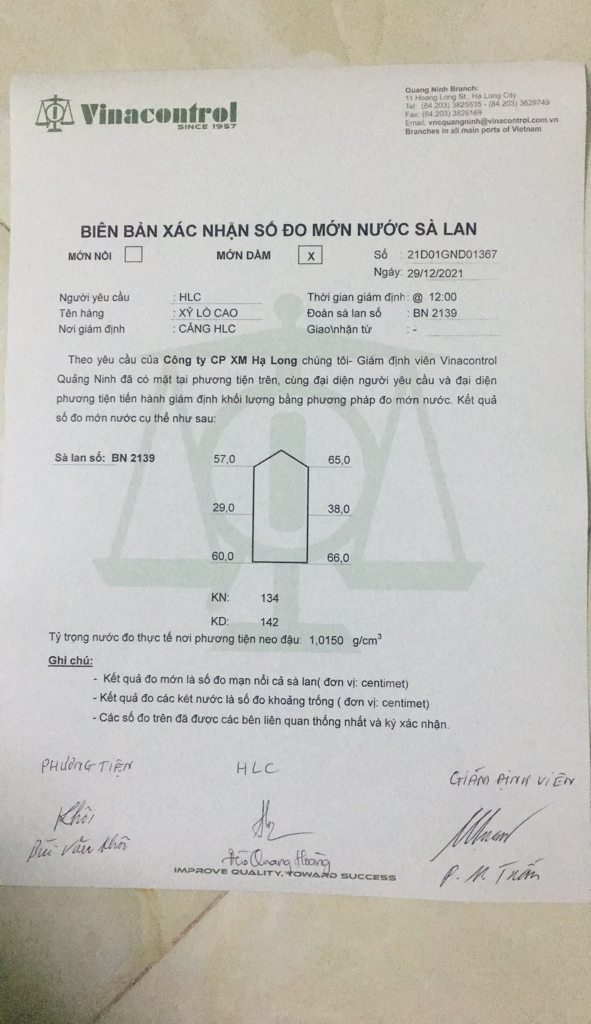 Vinacontrol
SINCE 1957
Quang Ninh Branch:
11 Hoang Long St., Ha Long City
Tel: (84.203) 3825535 - (84.203) 3629749
Fax: (84.203) 3626169
Email: vncquangninh@vinacontrol.com.vn
Branches in all main ports of Vietnam
BIÊN BẢN XÁC NHẬN SỐ ĐO MỚN NƯỚC SÀ LAN
MỚN NỔI MỚN DẦM X Số : 21D01GND01367
Ngày: 29/12/2021
Người yêu cầu : HLC Thời gian giám định: @ 12:00
Tên hàng : XỶ LÒ CAO Đoàn sà lan số : BN 2139
Nơi giám định : CẢNG HLC Giao\nhận từ : -
Theo yêu cầu của Công ty CP XM Hạ Long chúng tôi- Giám định viên Vinacontrol
Quảng Ninh đã có mặt tại phương tiện trên, cùng đại diện người yêu cầu và đại diện
phương tiện tiến hành giám định khối lượng bằng phương pháp đo mớn nước. Kết quả
số đo mớn nước cụ thể như sau:
Sà lan số: BN 2139 57,0 65,0
29,0 38,0
60,0 66,0
KN: 134
KD: 142
Tỷ trọng nước đo thực tế nơi phương tiện neo đậu: 1,0150 g/cm³
Ghi chú:
- Kết quả đo mớn là số đo mạn nổi cả sà lan( đơn vị: centimet)
- Kết quả đo các két nước là số đo khoảng trống ( đơn vị: centimet)
- Các số đo trên đã được các bên liên quan thống nhất và ký xác nhận.
PHƯƠNG TIỆN HLC GIÁM ĐỊNH VIÊN
Khôi
Bùi Văn Khôi Đào Quang Hoàng P. M. Tuấn
IMPROVE QUALITY, TOWARD SUCCESS